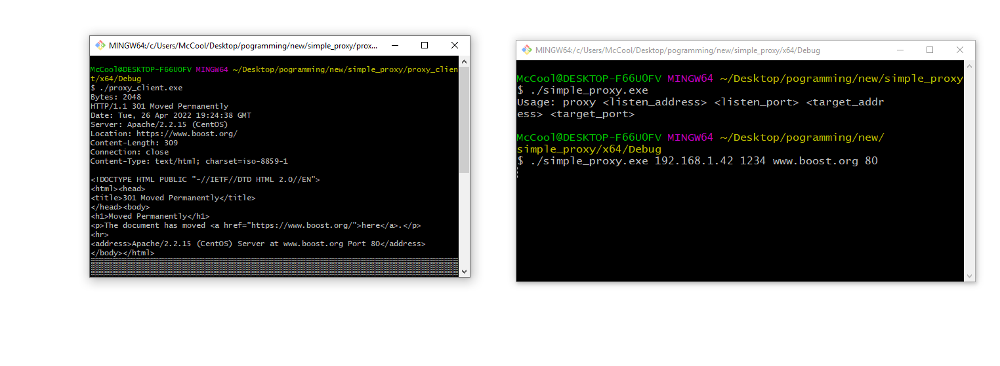 MINGW64:/c/Users/McCool/Desktop/pogramming/new/simple_proxy/prox...
McCool@DESKTOP-F66U0FV MINGW64 ~/Desktop/pogramming/new/simple_proxy/proxy_clien
t/x64/Debug
$ ./proxy_client.exe
Bytes: 2048
HTTP/1.1 301 Moved Permanently
Date: Tue, 26 Apr 2022 19:24:38 GMT
Server: Apache/2.2.15 (CentOS)
Location: https://www.boost.org/
Content-Length: 309
Connection: close
Content-Type: text/html; charset=iso-8859-1
<!DOCTYPE HTML PUBLIC "-//IETF//DTD HTML 2.0//EN">
<html><head>
<title>301 Moved Permanently</title>
</head><body>
<h1>Moved Permanently</h1>
<p>The document has moved <a href="https://www.boost.org/">here</a>.</p>
<hr>
<address>Apache/2.2.15 (CentOS) Server at www.boost.org Port 80</address>
</body></html>
MINGW64:/c/Users/McCool/Desktop/pogramming/new/simple_proxy/x64/Debug
McCool@DESKTOP-F66U0FV MINGW64 ~/Desktop/pogramming/new/simple_proxy
$ ./simple_proxy.exe
Usage: proxy <listen_address> <listen_port> <target_addr
ess> <target_port>
McCool@DESKTOP-F66U0FV MINGW64 ~/Desktop/pogramming/new/
simple_proxy/x64/Debug
$ ./simple_proxy.exe 192.168.1.42 1234 www.boost.org 80